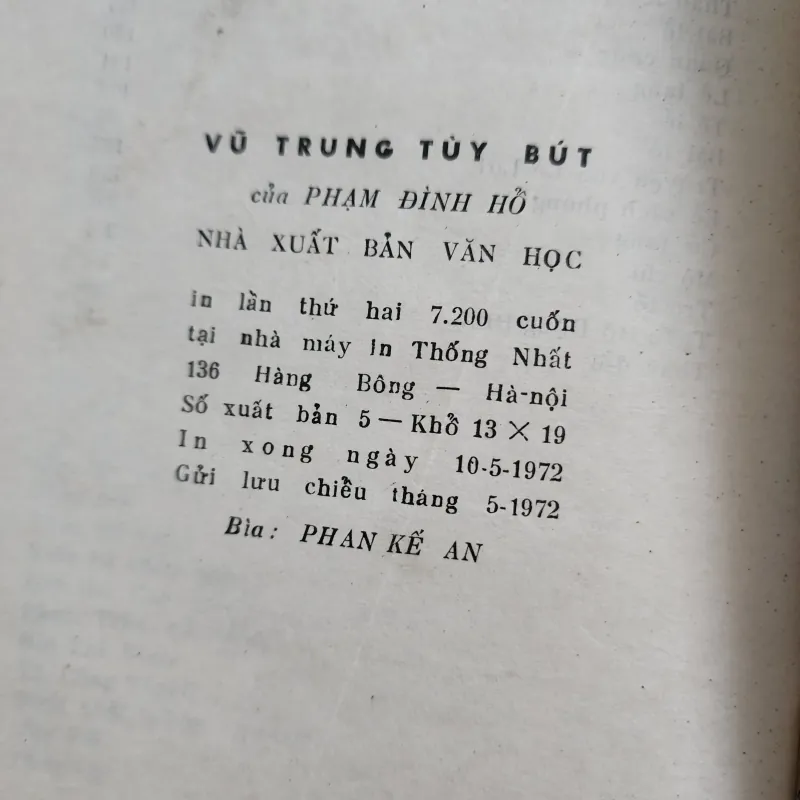 VŨ TRUNG TÙY BÚT
của PHẠM ĐÌNH HỔ
NHÀ XUẤT BẢN VĂN HỌC
in lần thứ hai 7.200 cuốn
tại nhà máy in Thống Nhất
136 Hàng Bông — Hà-nội
Số xuất bản 5 — Khổ 13 × 19
In xong ngày 10-5-1972
Gửi lưu chiểu tháng 5-1972
Bìa: PHAN KẾ AN